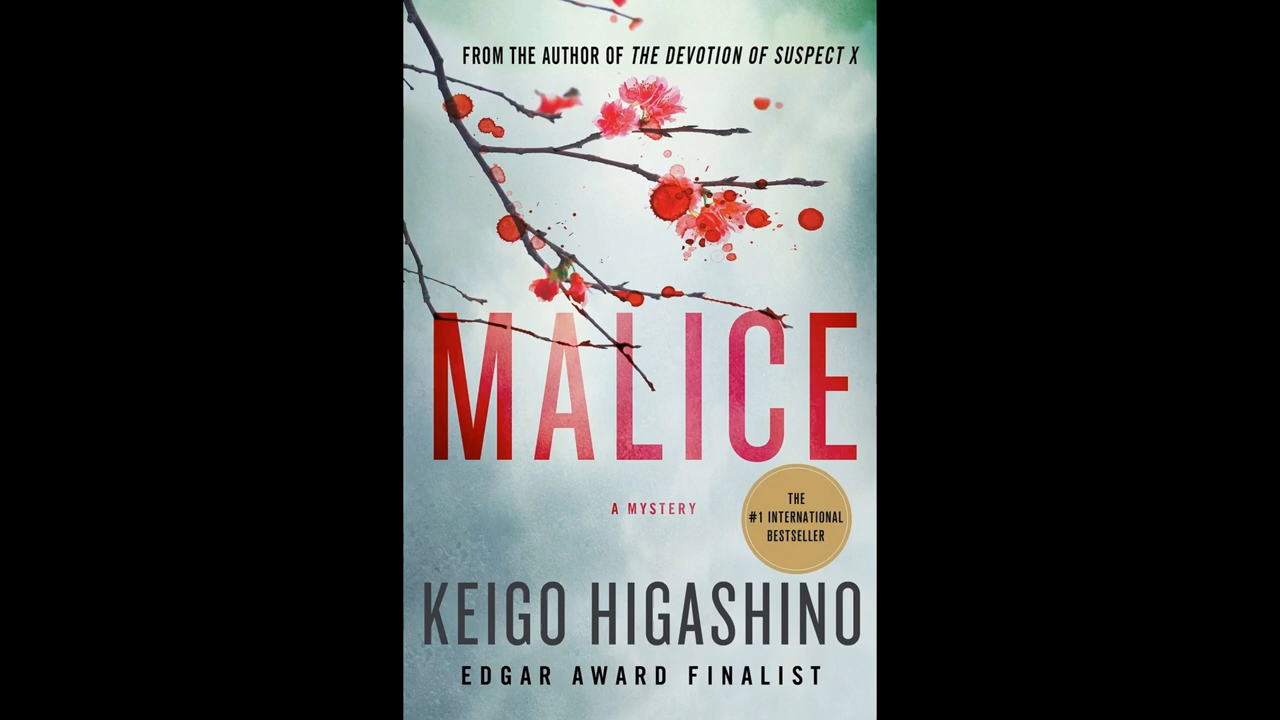 FROM THE AUTHOR OF THE DEVOTION OF SUSPECT X
MALICE
A MYSTERY
THE
#1 INTERNATIONAL
BESTSELLER
KEIGO HIGASHINO
EDGAR AWARD FINALIST